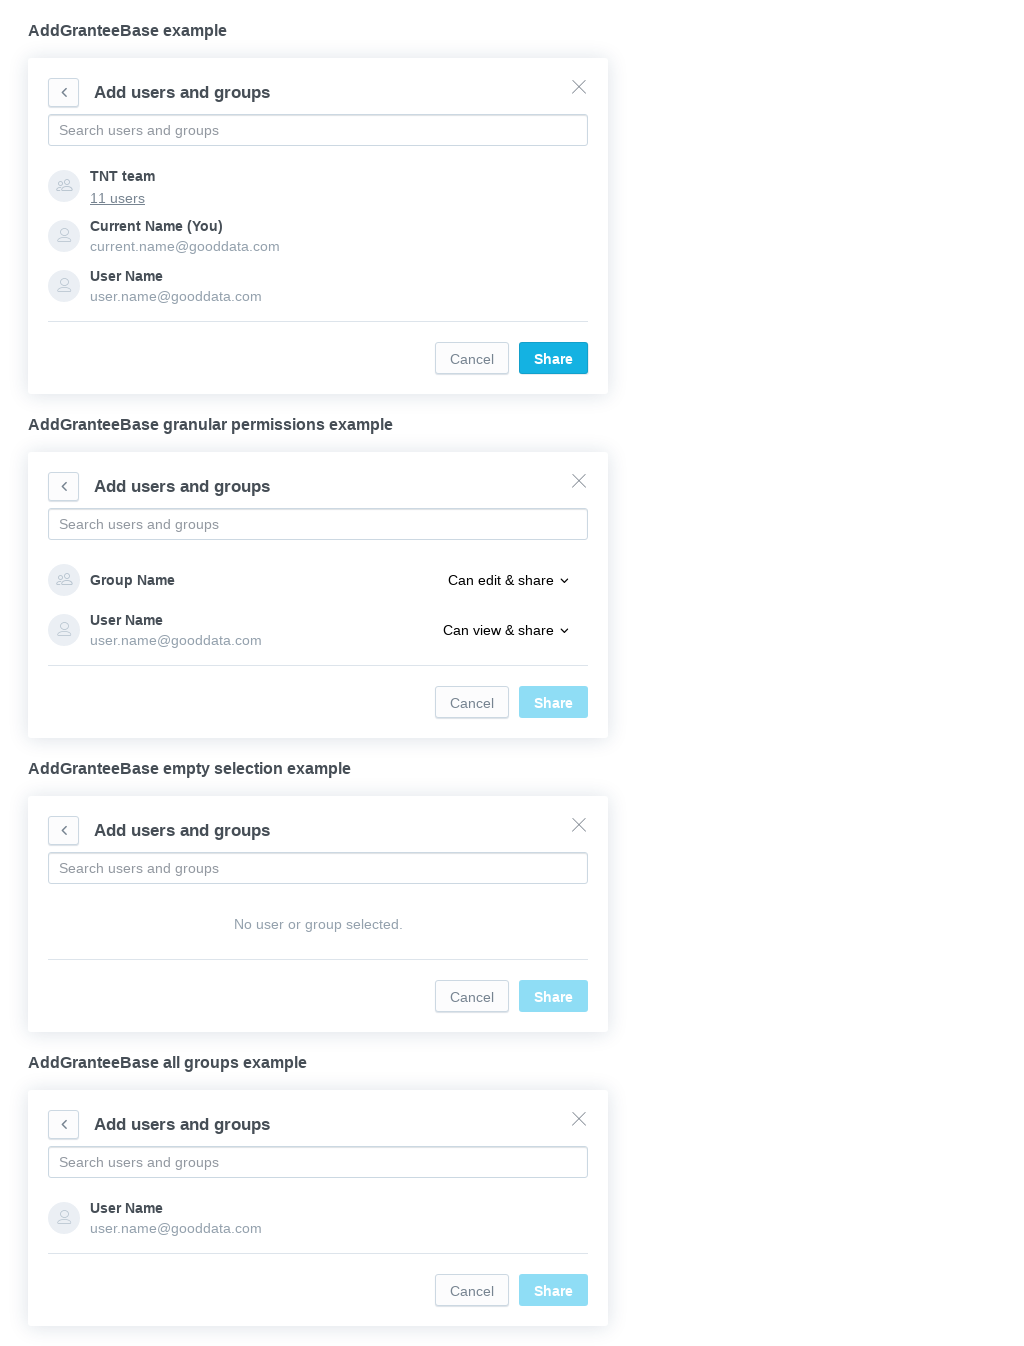 AddGranteeBase example
Add users and groups
Search users and groups
TNT team
11 users
Current Name (You)
current.name@gooddata.com
User Name
user.name@gooddata.com
Cancel Share
AddGranteeBase granular permissions example
Add users and groups
Search users and groups
Group Name Can edit & share
User Name
user.name@gooddata.com
Can view & share
Cancel Share
AddGranteeBase empty selection example
Add users and groups
Search users and groups
No user or group selected.
Cancel Share
AddGranteeBase all groups example
Add users and groups
Search users and groups
User Name
user.name@gooddata.com
Cancel Share